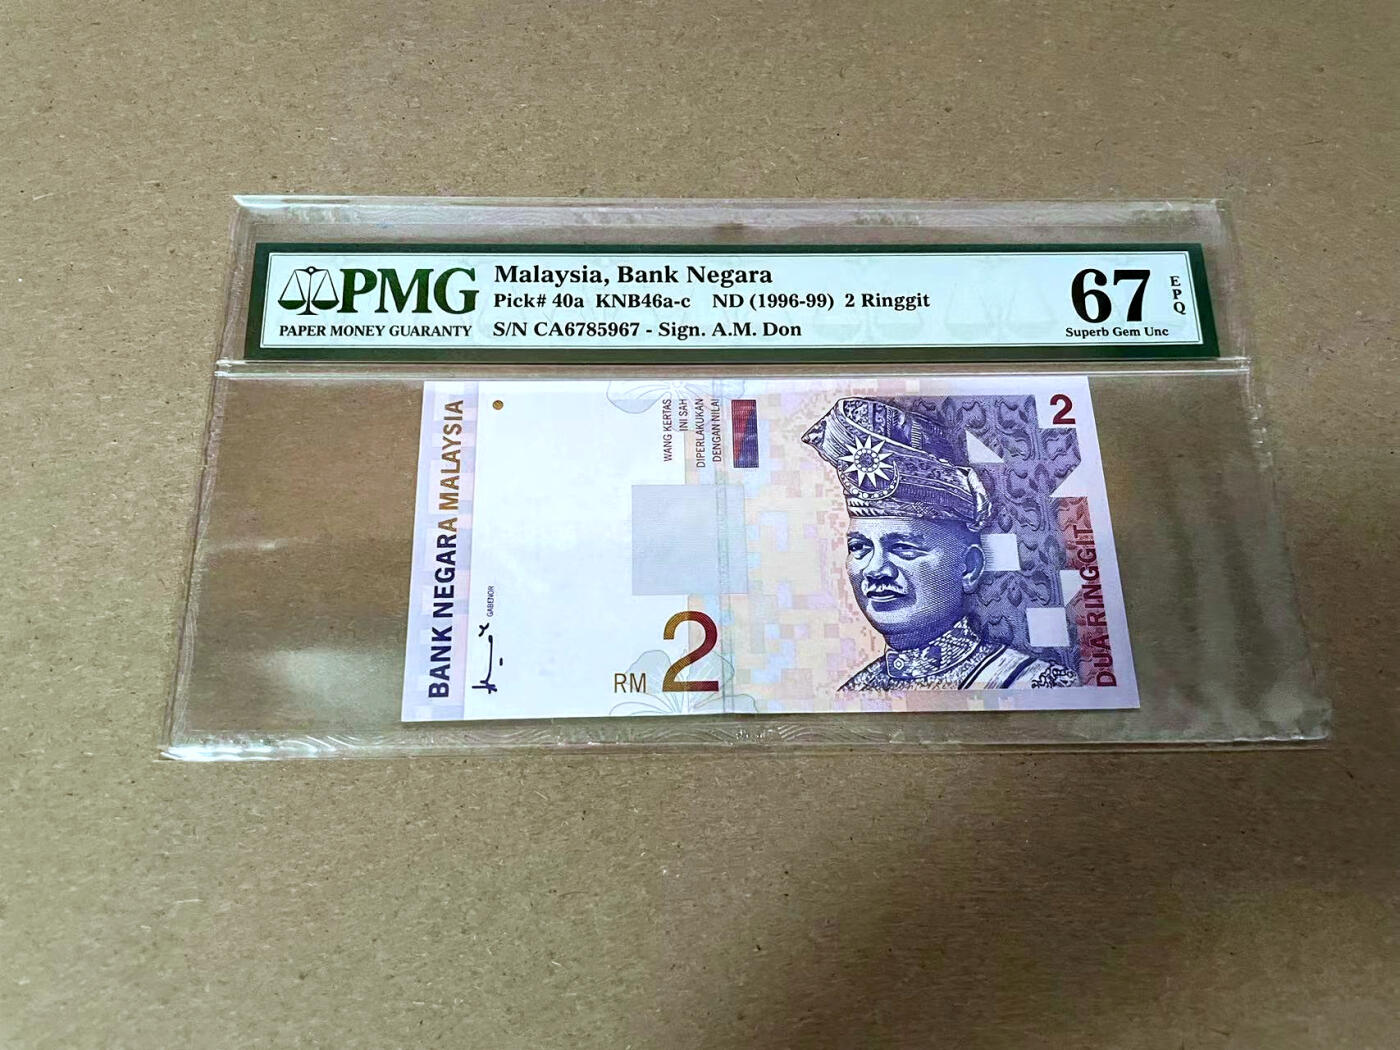 PMG
PAPER MONEY GUARANTY
Malaysia, Bank Negara
Pick# 40a KNB46a-c ND (1996-99) 2 Ringgit
S/N CA6785967 - Sign. A.M. Don
67
EPQ
Superb Gem Unc
BANK NEGARA MALAYSIA
GABENOR
WANG KERTAS
INI SAH
DIPERLAKUKAN
DENGAN NILAI
RM 2
2
DUA RINGGIT